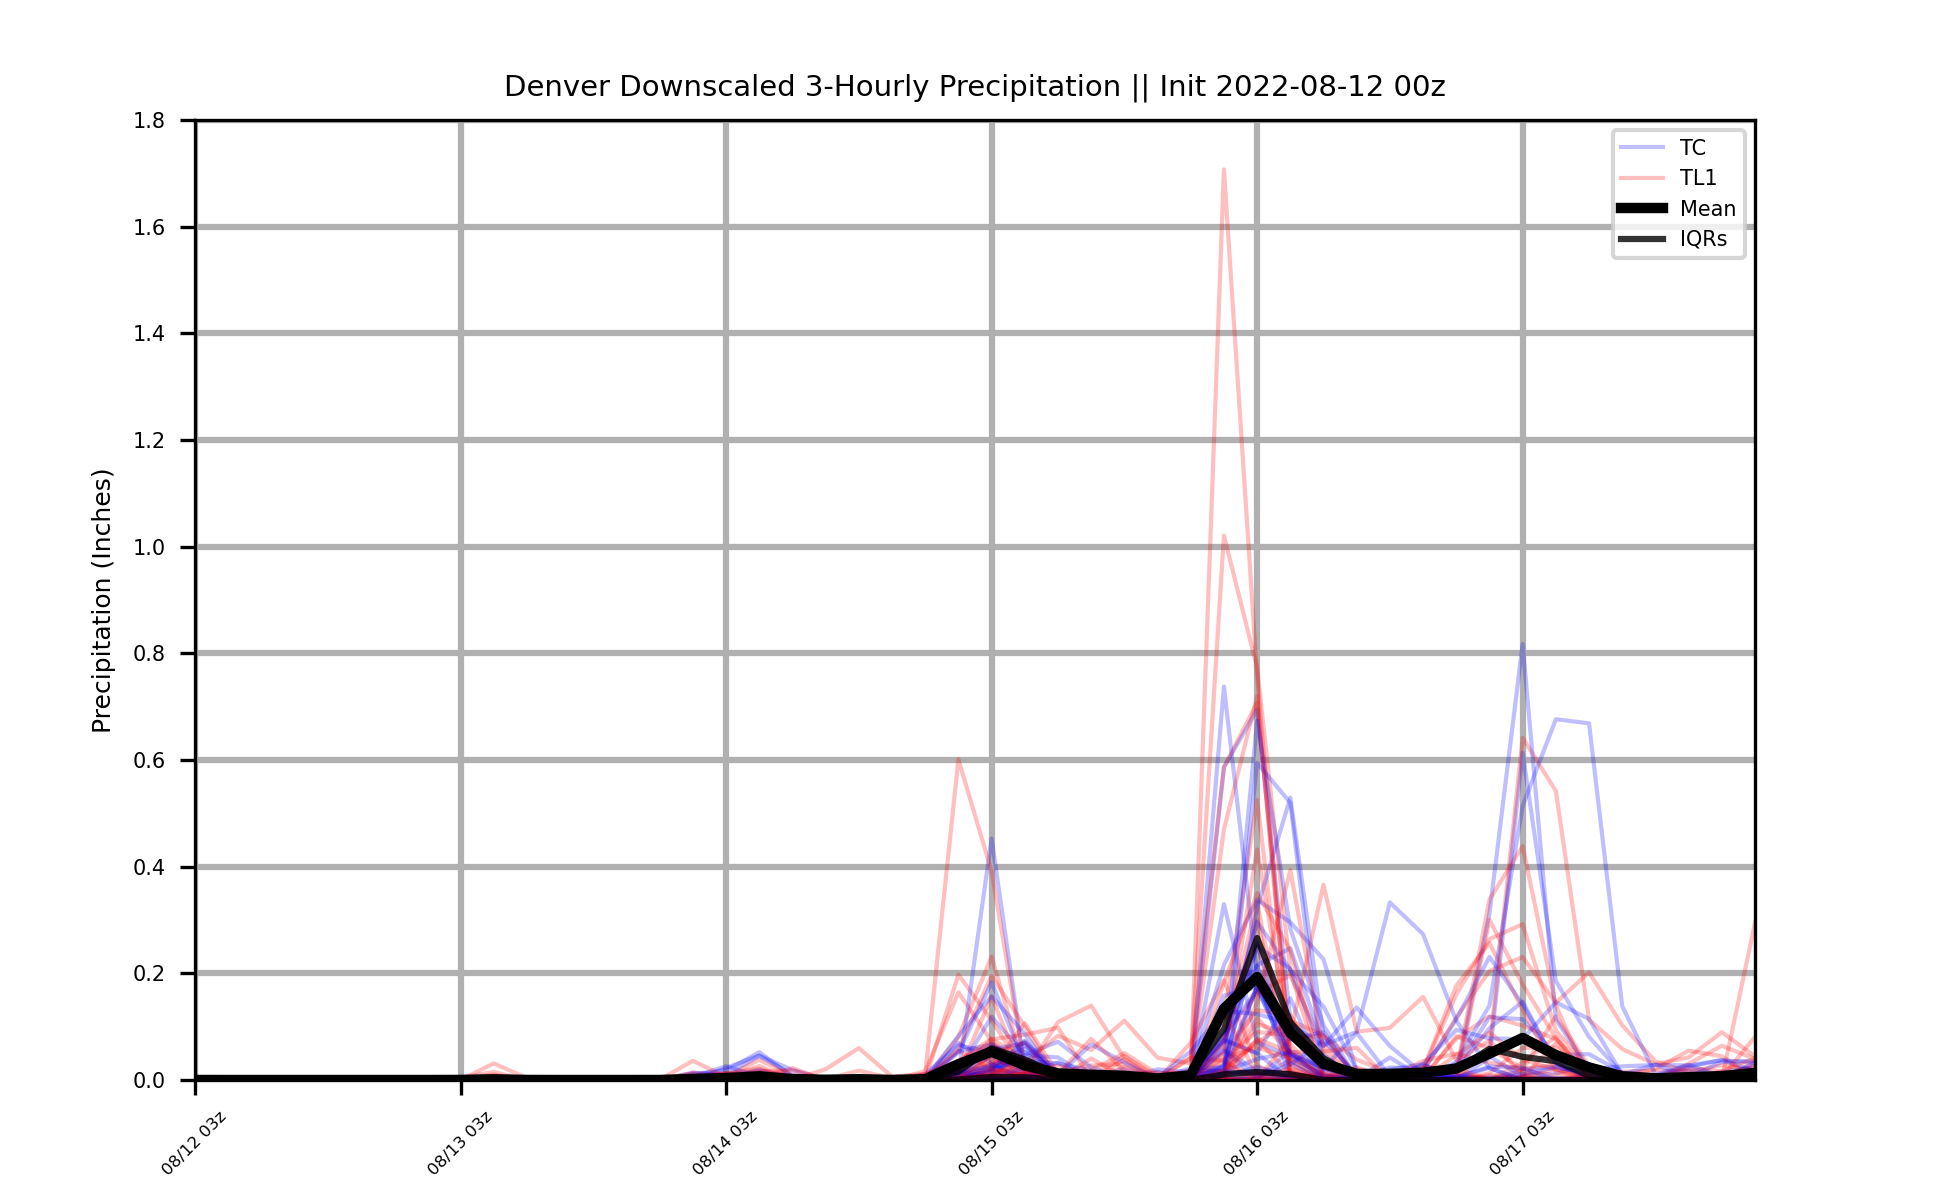 Denver Downscaled 3-Hourly Precipitation || Init 2022-08-12 00z
TC
TL1
Mean
IQRs
Precipitation (Inches)
1.8
1.6
1.4
1.2
1.0
0.8
0.6
0.4
0.2
0.0
08/12 03z
08/13 03z
08/14 03z
08/15 03z
08/16 03z
08/17 03z